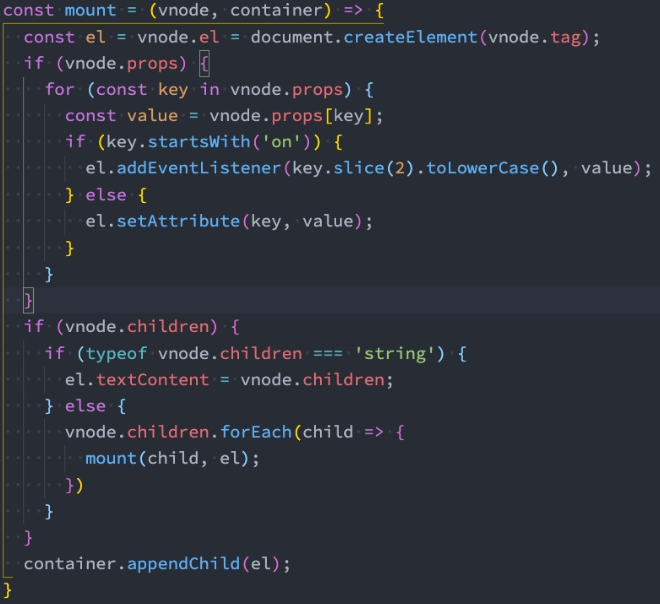 const mount = (vnode, container) => {
  const el = vnode.el = document.createElement(vnode.tag);
  if (vnode.props) {
    for (const key in vnode.props) {
      const value = vnode.props[key];
      if (key.startsWith('on')) {
        el.addEventListener(key.slice(2).toLowerCase(), value);
      } else {
        el.setAttribute(key, value);
      }
    }
  }
  if (vnode.children) {
    if (typeof vnode.children === 'string') {
      el.textContent = vnode.children;
    } else {
      vnode.children.forEach(child => {
        mount(child, el);
      })
    }
  }
  container.appendChild(el);
}